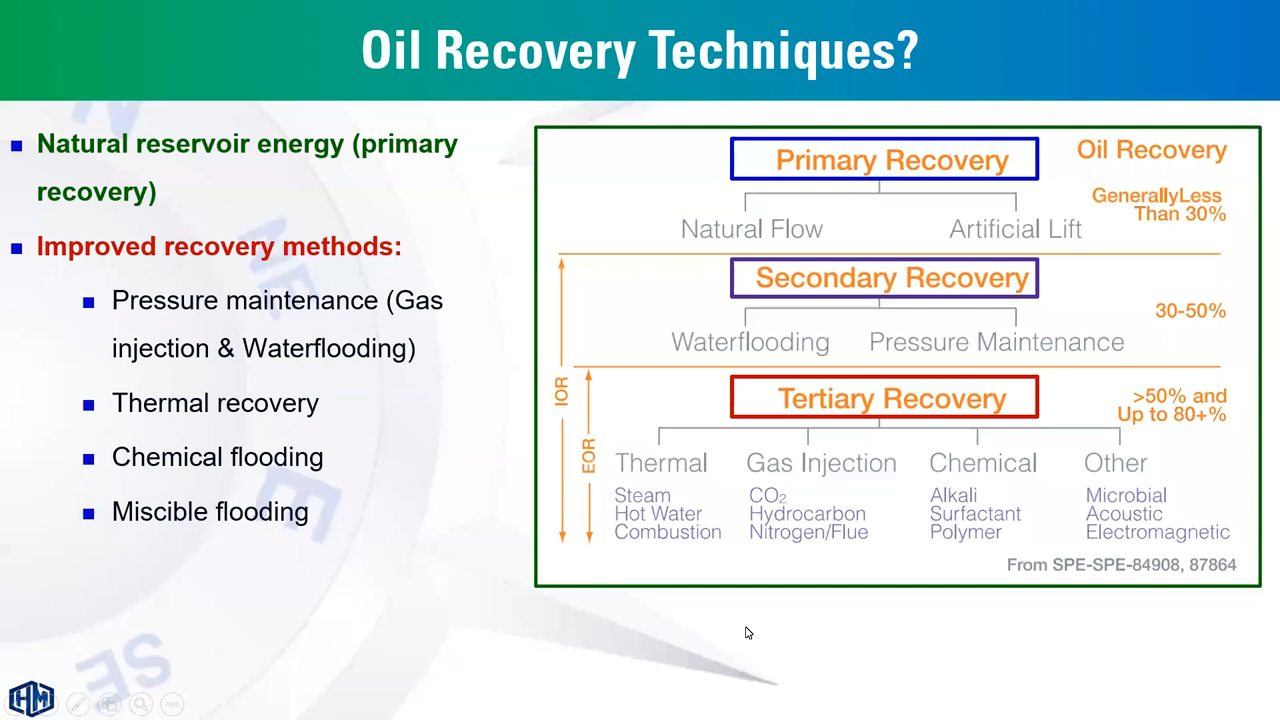 Oil Recovery Techniques?
Natural reservoir energy (primary
recovery)
Improved recovery methods:
Pressure maintenance (Gas
injection & Waterflooding)
Thermal recovery
Chemical flooding
Miscible flooding
Primary Recovery
Oil Recovery
GenerallyLess
Than 30%
Natural Flow
Artificial Lift
Secondary Recovery
30-50%
Waterflooding
Pressure Maintenance
IOR
EOR
Tertiary Recovery
>50% and
Up to 80+%
Thermal
Steam
Hot Water
Combustion
Gas Injection
CO₂
Hydrocarbon
Nitrogen/Flue
Chemical
Alkali
Surfactant
Polymer
Other
Microbial
Acoustic
Electromagnetic
From SPE-SPE-84908, 87864
N
NE
E
SE
HM